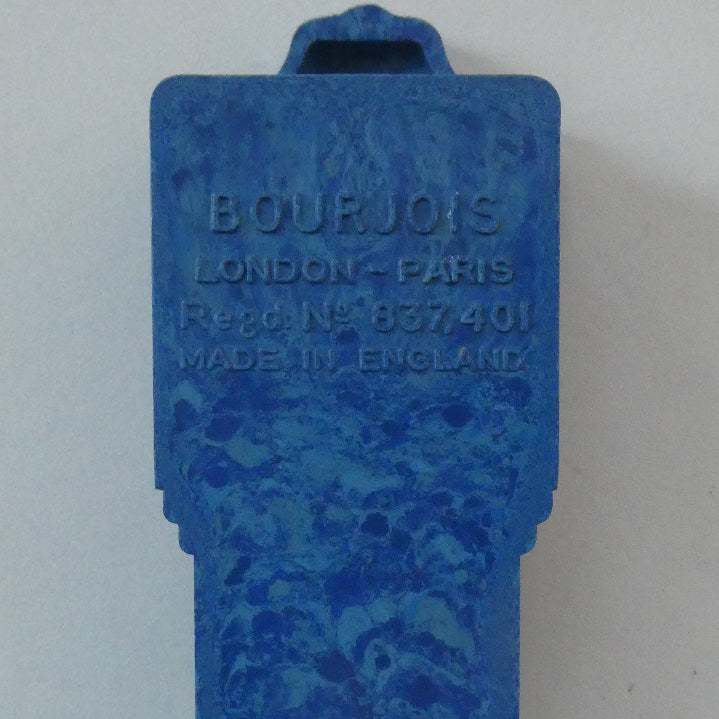 BOURJOIS
LONDON - PARIS
Regd. No. 837,401
MADE IN ENGLAND